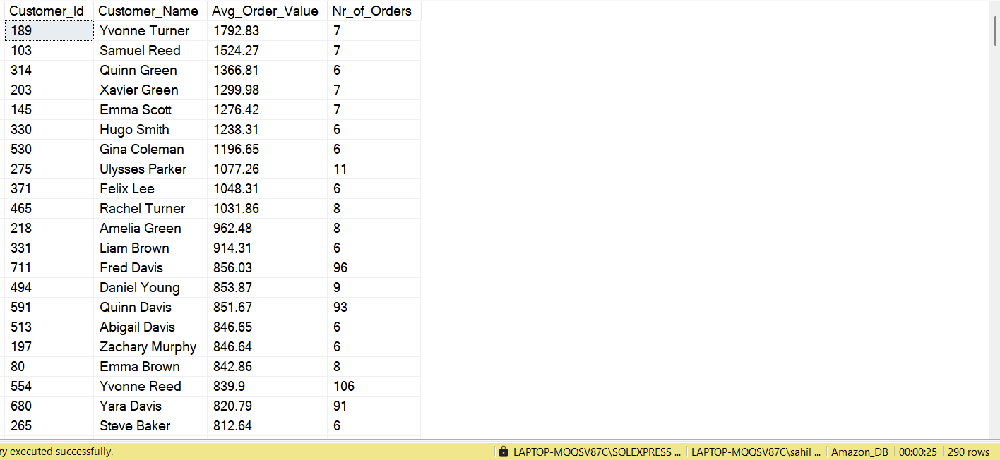 Customer_Id Customer_Name Avg_Order_Value Nr_of_Orders
189 Yvonne Turner 1792.83 7
103 Samuel Reed 1524.27 7
314 Quinn Green 1366.81 6
203 Xavier Green 1299.98 7
145 Emma Scott 1276.42 7
330 Hugo Smith 1238.31 6
530 Gina Coleman 1196.65 6
275 Ulysses Parker 1077.26 11
371 Felix Lee 1048.31 6
465 Rachel Turner 1031.86 8
218 Amelia Green 962.48 8
331 Liam Brown 914.31 6
711 Fred Davis 856.03 96
494 Daniel Young 853.87 9
591 Quinn Davis 851.67 93
513 Abigail Davis 846.65 6
197 Zachary Murphy 846.64 6
80 Emma Brown 842.86 8
554 Yvonne Reed 839.9 106
680 Yara Davis 820.79 91
265 Steve Baker 812.64 6
ry executed successfully. LAPTOP-MQQSV87C\SQLEXPRESS ... LAPTOP-MQQSV87C\sahil ... Amazon_DB 00:00:25 290 rows